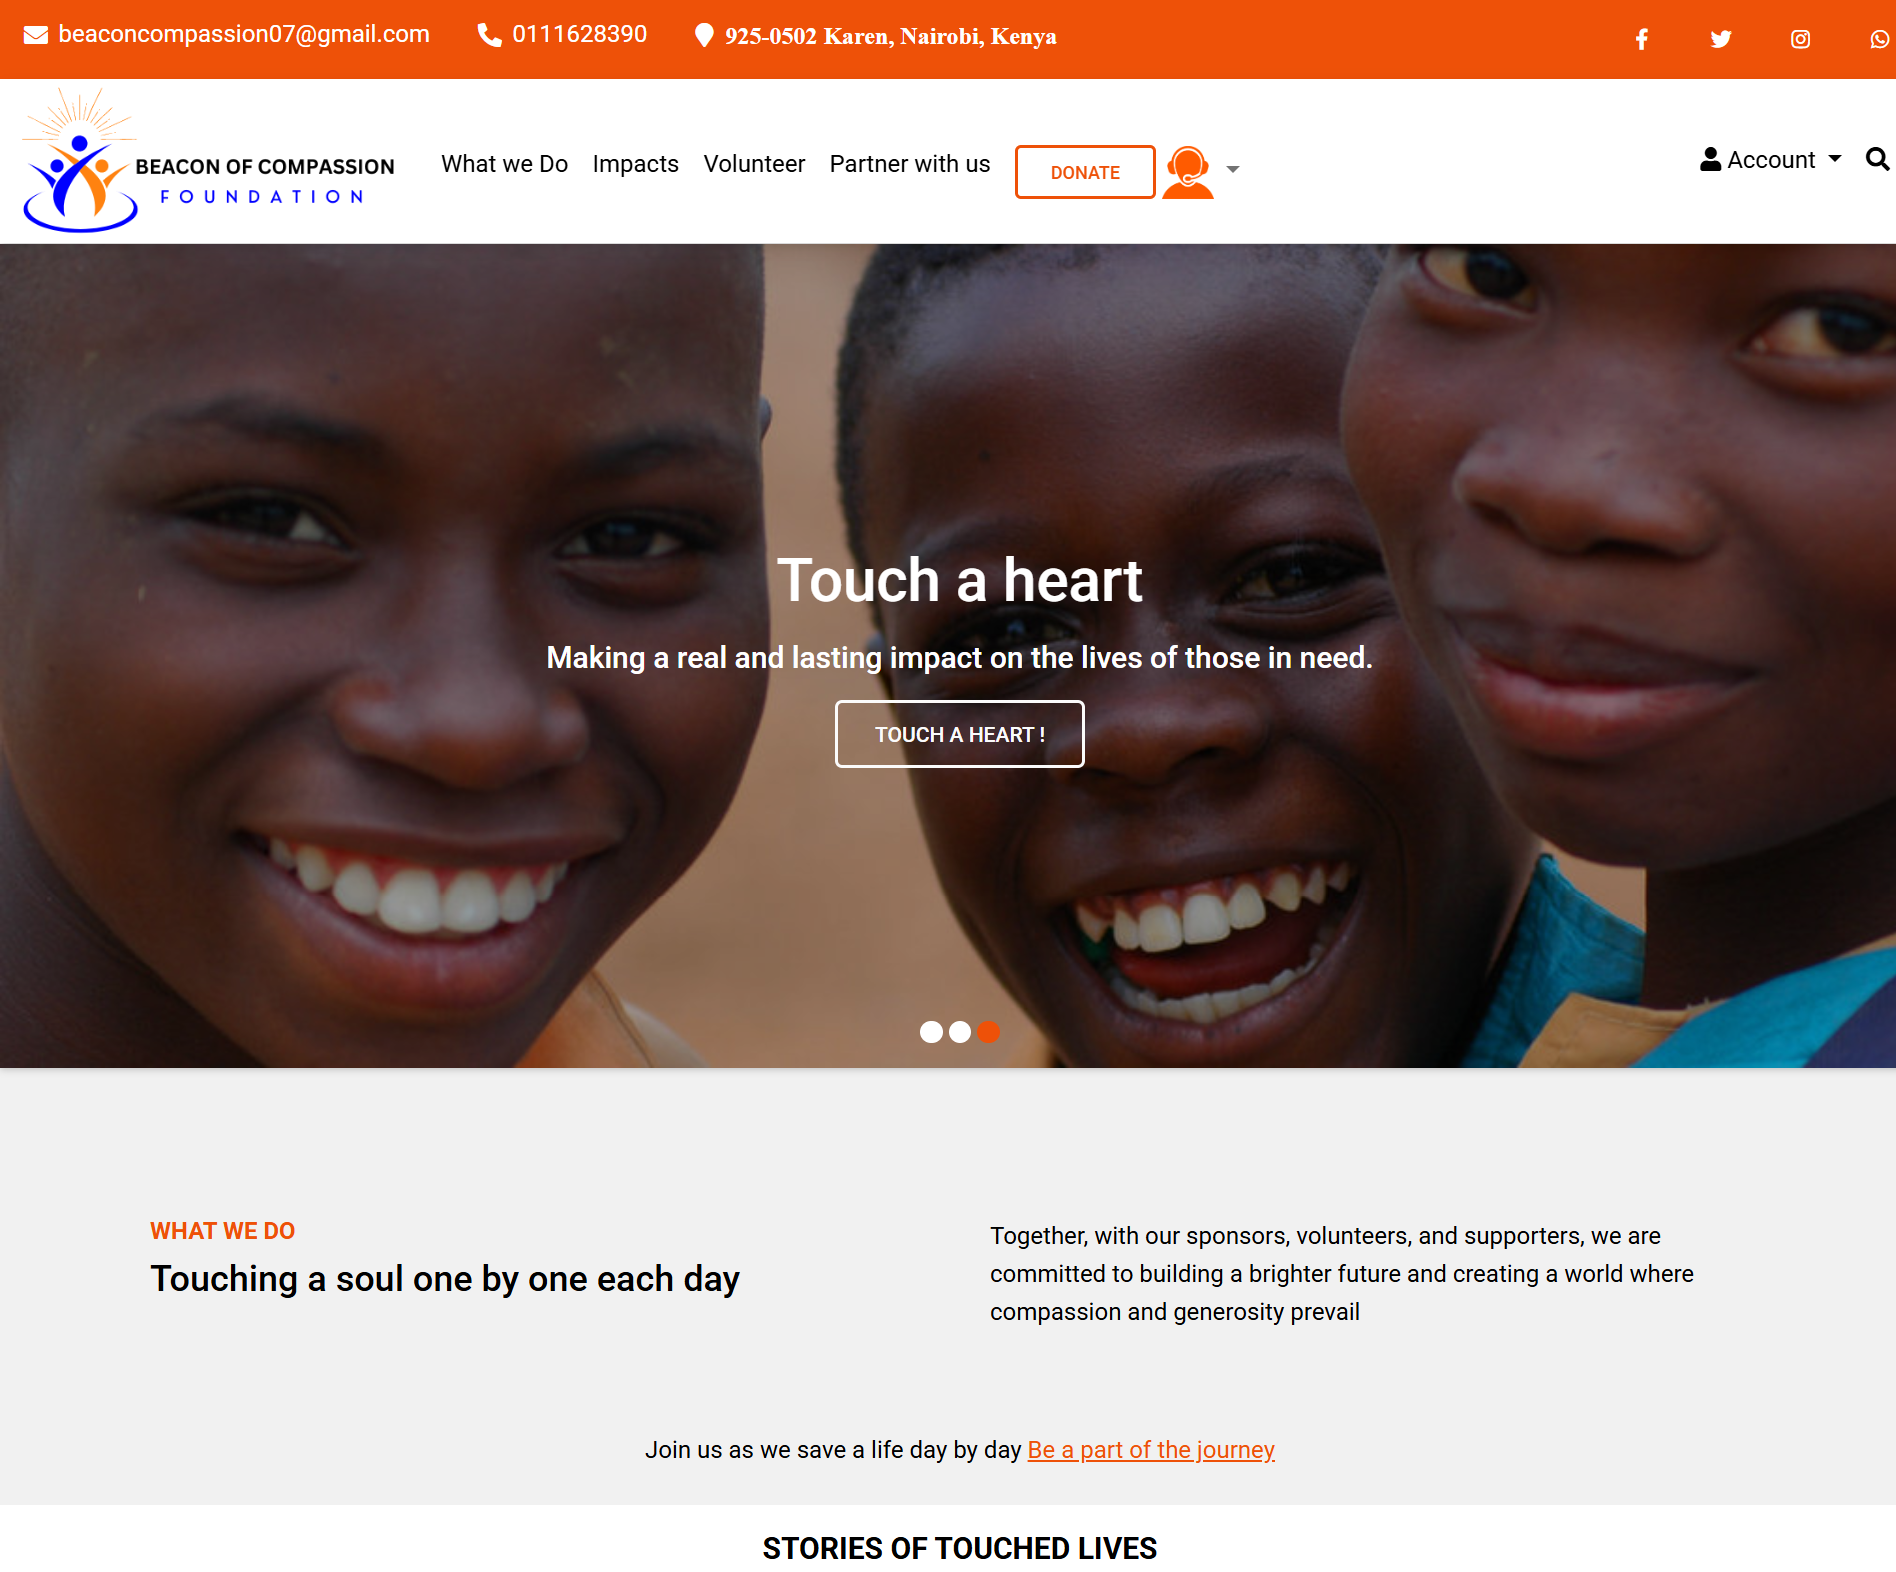 beaconcompassion07@gmail.com 0111628390 925-0502 Karen, Nairobi, Kenya
BEACON OF COMPASSION
FOUNDATION
What we Do Impacts Volunteer Partner with us DONATE Account
Touch a heart
Making a real and lasting impact on the lives of those in need.
TOUCH A HEART !
WHAT WE DO
Touching a soul one by one each day
Together, with our sponsors, volunteers, and supporters, we are
committed to building a brighter future and creating a world where
compassion and generosity prevail
Join us as we save a life day by day Be a part of the journey
STORIES OF TOUCHED LIVES